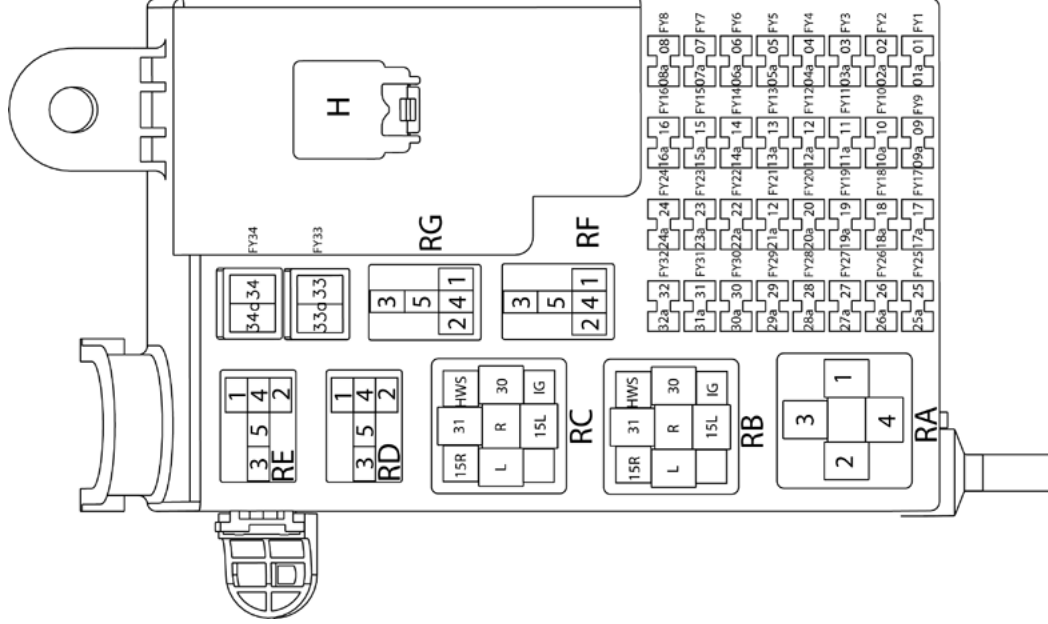 FY8 FY7 FY6 FY5 FY4 FY3 FY2 FY1
08 07 06 05 04 03 02 01
08a 07a 06a 05a 04a 03a 02a 01a
FY16 FY15 FY14 FY13 FY12 FY11 FY10 FY9
16 15 14 13 12 11 10 09
16a 15a 14a 13a 12a 11a 10a 09a
FY24 FY23 FY22 FY21 FY20 FY19 FY18 FY17
24 23 22 12 20 19 18 17
24a 23a 22a 21a 20a 19a 18a 17a
FY32 FY31 FY30 FY29 FY28 FY27 FY26 FY25
32 31 30 29 28 27 26 25
32a 31a 30a 29a 28a 27a 26a 25a
H
FY34
FY33
34a 34
33a 33
RG
3
5
2 4 1
RF
3
5
2 4 1
1
3 5 4 2
RE
1
3 5 4 2
RD
HWS 30 IG
31 R 15L
15R L
RC
HWS 30 IG
31 R 15L
15R L
RB
1
3 4
2
RA